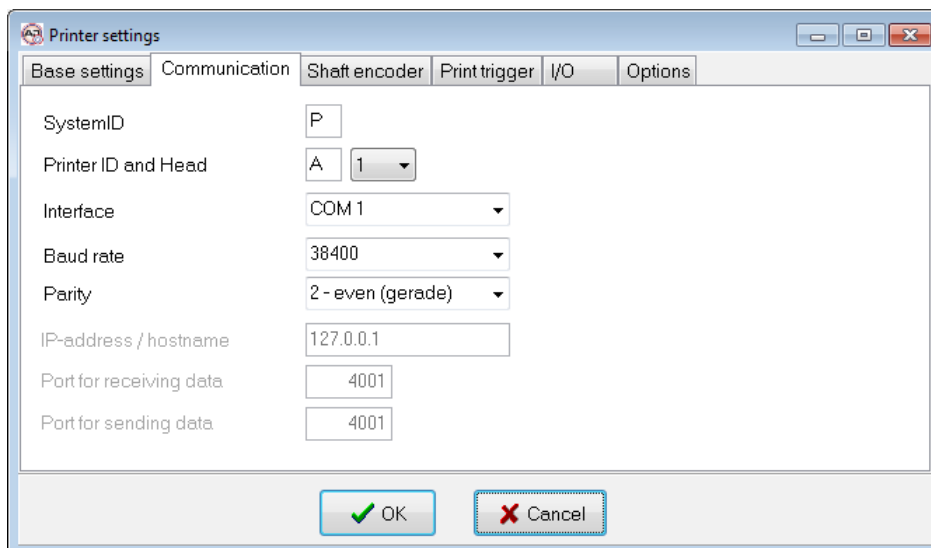 Printer settings
Base settings Communication Shaft encoder Print trigger I/O Options
SystemID P
Printer ID and Head A 1
Interface COM 1
Baud rate 38400
Parity 2 - even (gerade)
IP-address / hostname 127.0.0.1
Port for receiving data 4001
Port for sending data 4001
OK Cancel